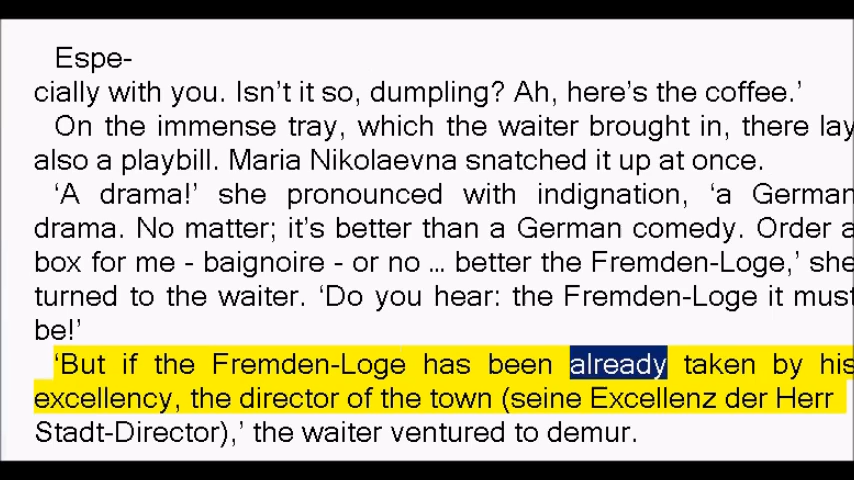 Espe-
cially with you. Isn’t it so, dumpling? Ah, here’s the coffee.’
On the immense tray, which the waiter brought in, there lay
also a playbill. Maria Nikolaevna snatched it up at once.
‘A drama!’ she pronounced with indignation, ‘a German
drama. No matter; it’s better than a German comedy. Order a
box for me - baignoire - or no … better the Fremden-Loge,’ she
turned to the waiter. ‘Do you hear: the Fremden-Loge it must
be!’
‘But if the Fremden-Loge has been already taken by his
excellency, the director of the town (seine Excellenz der Herr
Stadt-Director),’ the waiter ventured to demur.